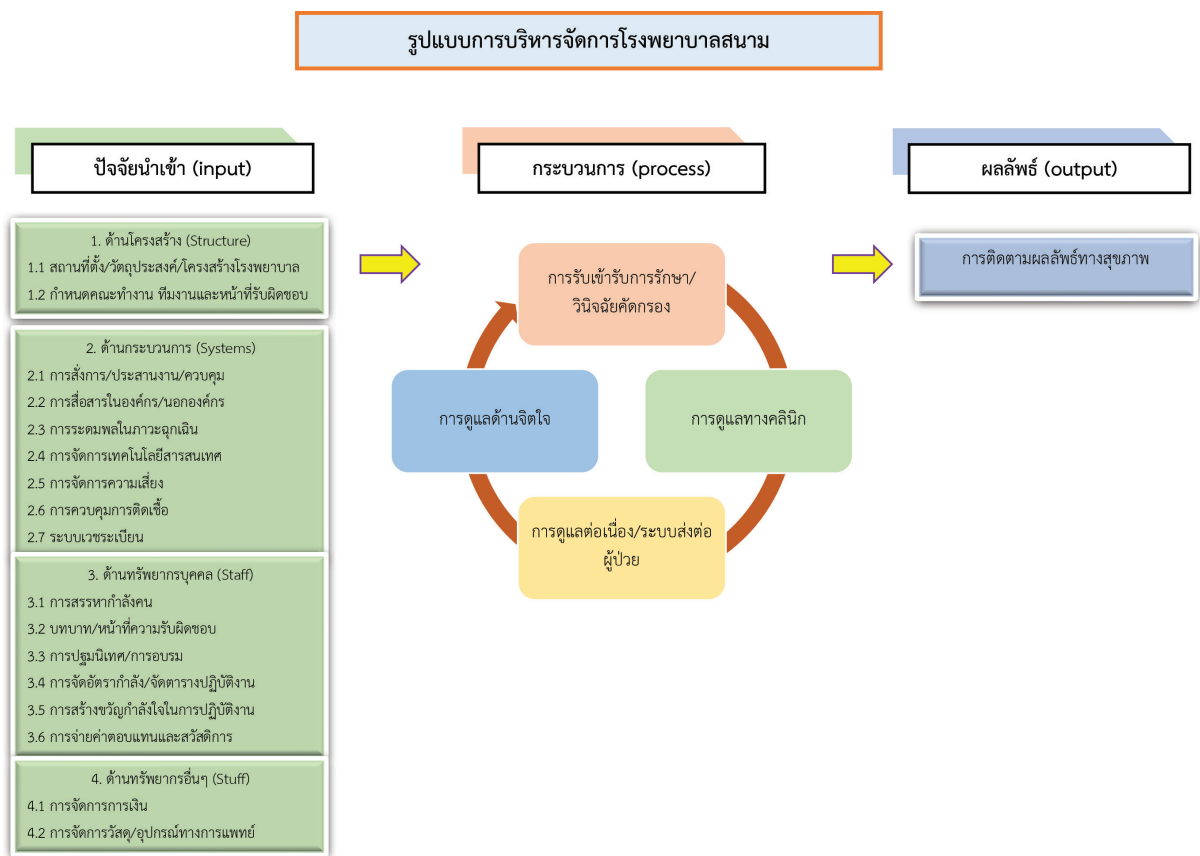 รูปแบบการบริหารจัดการโรงพยาบาลสนาม
ปัจจัยนำเข้า (input)
1. ด้านโครงสร้าง (Structure)
1.1 สถานที่ตั้ง/วัตถุประสงค์/โครงสร้างโรงพยาบาล
1.2 กำหนดคณะทำงาน ทีมงานและหน้าที่รับผิดชอบ
2. ด้านกระบวนการ (Systems)
2.1 การสั่งการ/ประสานงาน/ควบคุม
2.2 การสื่อสารในองค์กร/นอกองค์กร
2.3 การระดมพลในภาวะฉุกเฉิน
2.4 การจัดการเทคโนโลยีสารสนเทศ
2.5 การจัดการความเสี่ยง
2.6 การควบคุมการติดเชื้อ
2.7 ระบบเวชระเบียน
3. ด้านทรัพยากรบุคคล (Staff)
3.1 การสรรหากำลังคน
3.2 บทบาท/หน้าที่ความรับผิดชอบ
3.3 การปฐมนิเทศ/การอบรม
3.4 การจัดอัตรากำลัง/จัดตารางปฏิบัติงาน
3.5 การสร้างขวัญกำลังใจในการปฏิบัติงาน
3.6 การจ่ายค่าตอบแทนและสวัสดิการ
4. ด้านทรัพยากรอื่นๆ (Stuff)
4.1 การจัดการการเงิน
4.2 การจัดการวัสดุ/อุปกรณ์ทางการแพทย์
กระบวนการ (process)
การรับเข้ารับการรักษา/
วินิจฉัยคัดกรอง
การดูแลทางคลินิก
การดูแลต่อเนื่อง/ระบบส่งต่อ
ผู้ป่วย
การดูแลด้านจิตใจ
ผลลัพธ์ (output)
การติดตามผลลัพธ์ทางสุขภาพ